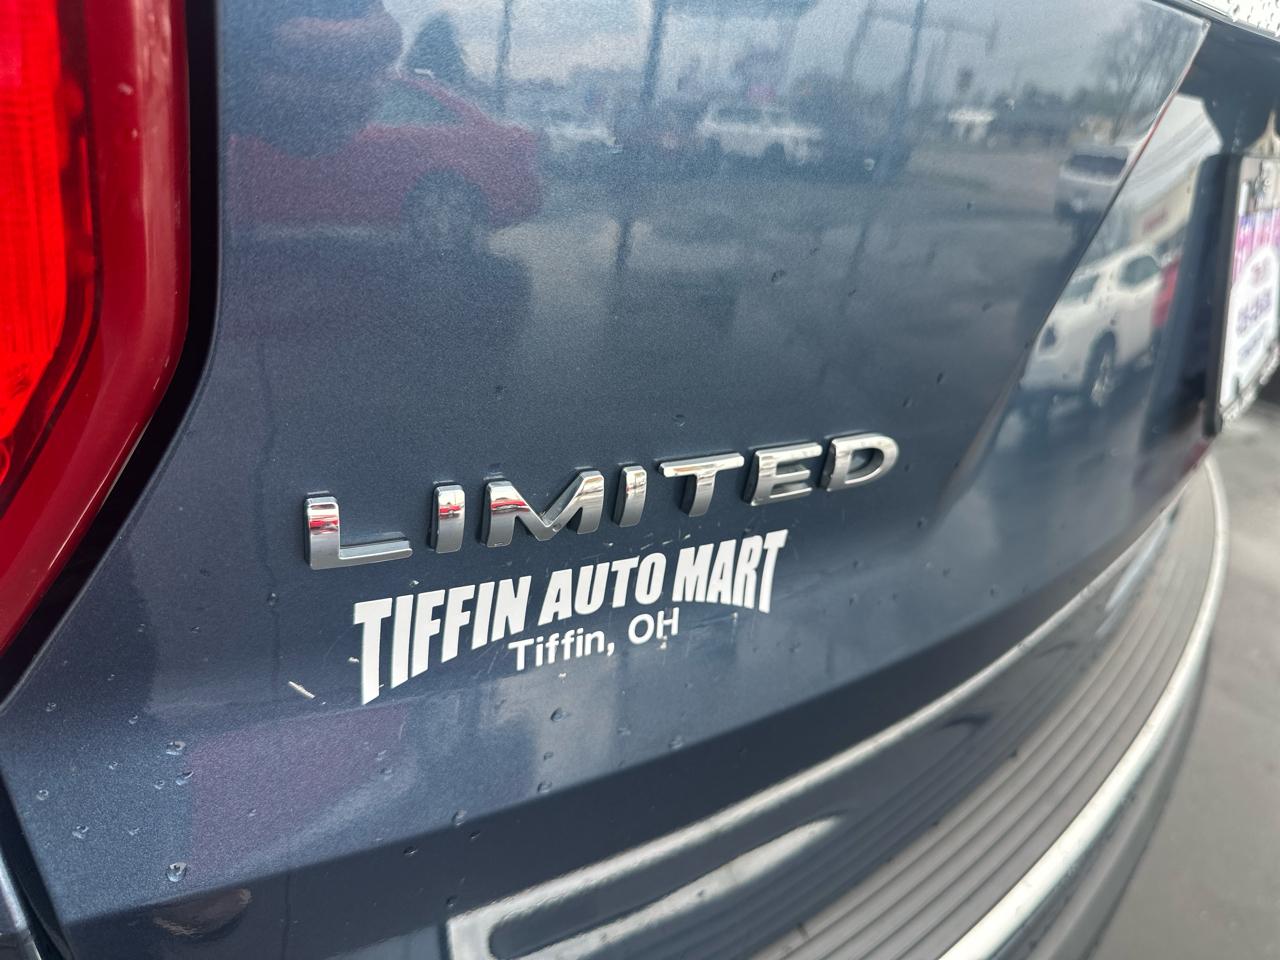 LIMITED
TIFFIN AUTO MART
Tiffin, OH